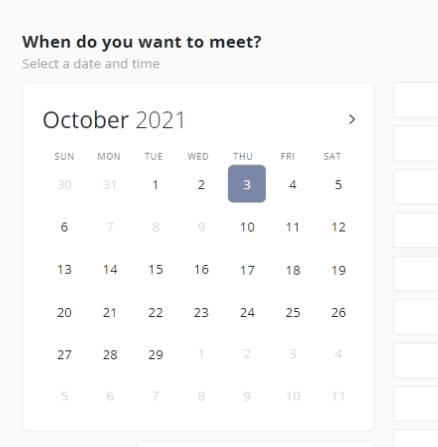 When do you want to meet?
Select a date and time
October 2021 >
SUN MON TUE WED THU FRI SAT
30 31 1 2 3 4 5
6 7 8 9 10 11 12
13 14 15 16 17 18 19
20 21 22 23 24 25 26
27 28 29 1 2 3 4
5 6 7 8 9 10 11